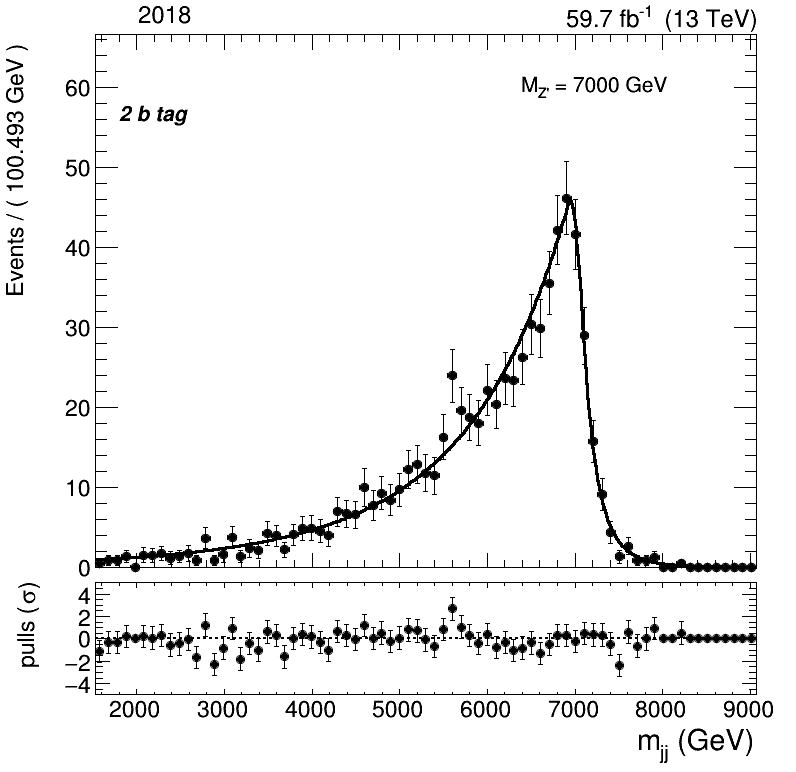 2018 59.7 fb⁻¹ (13 TeV)
Events / ( 100.493 GeV )
60
50
40
30
20
10
0
2 b tag
M_Z' = 7000 GeV
pulls (σ)
4
2
0
−2
−4
2000 3000 4000 5000 6000 7000 8000 9000
m_jj (GeV)